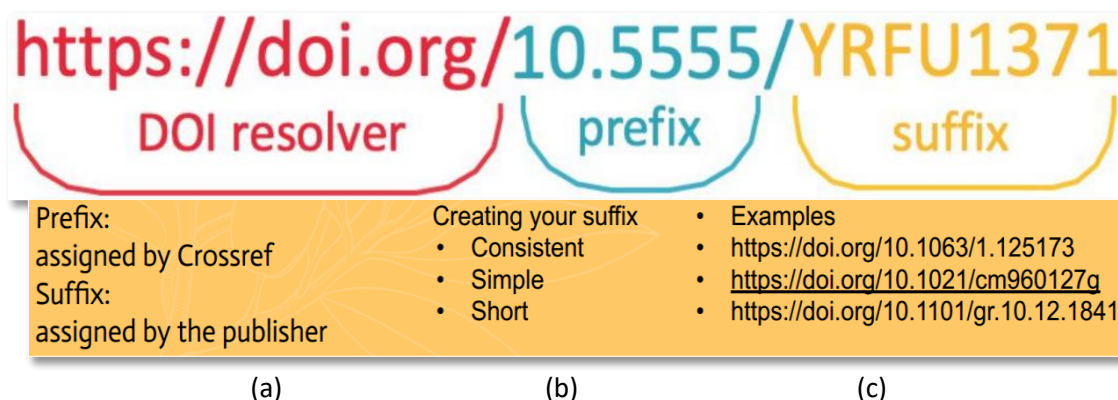 https://doi.org/10.5555/YRFU1371
DOI resolver prefix suffix
Prefix:
assigned by Crossref
Suffix:
assigned by the publisher
Creating your suffix
• Consistent
• Simple
• Short
• Examples
• https://doi.org/10.1063/1.125173
• https://doi.org/10.1021/cm960127g
• https://doi.org/10.1101/gr.10.12.1841
(a) (b) (c)